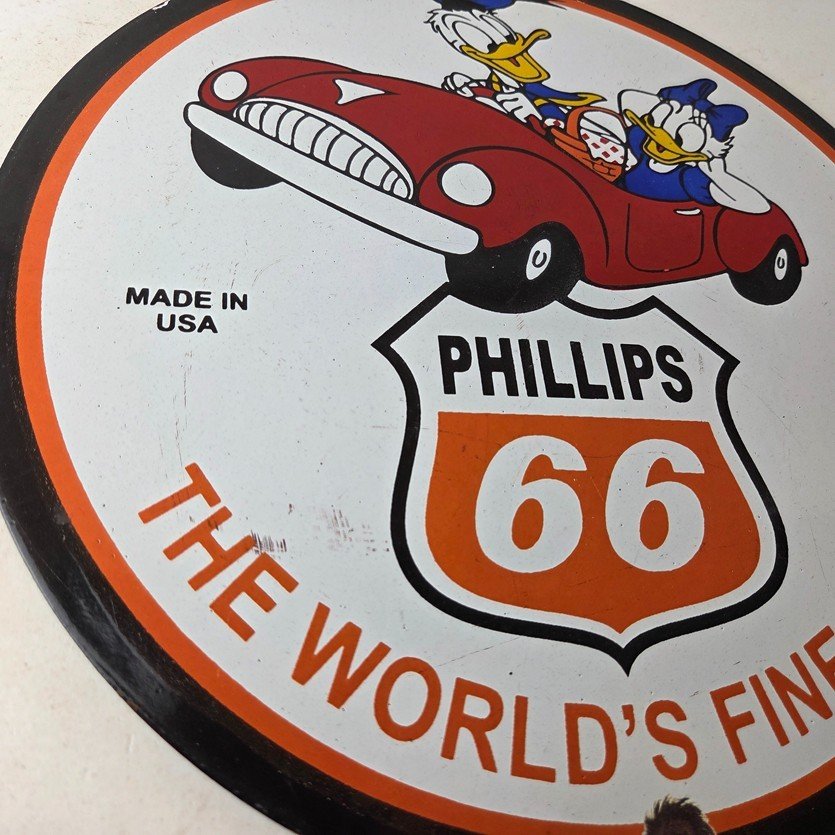 MADE IN
USA
PHILLIPS
66
THE WORLD'S FINE